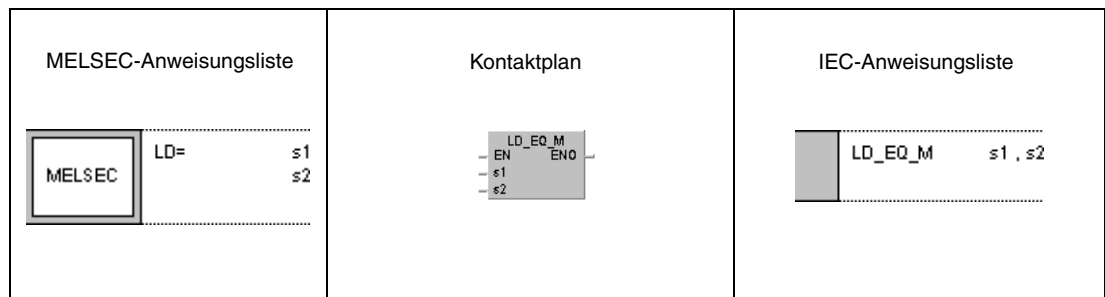 MELSEC-Anweisungsliste
MELSEC
LD= s1
s2
Kontaktplan
LD_EQ_M
EN ENO
s1
s2
IEC-Anweisungsliste
LD_EQ_M s1 , s2